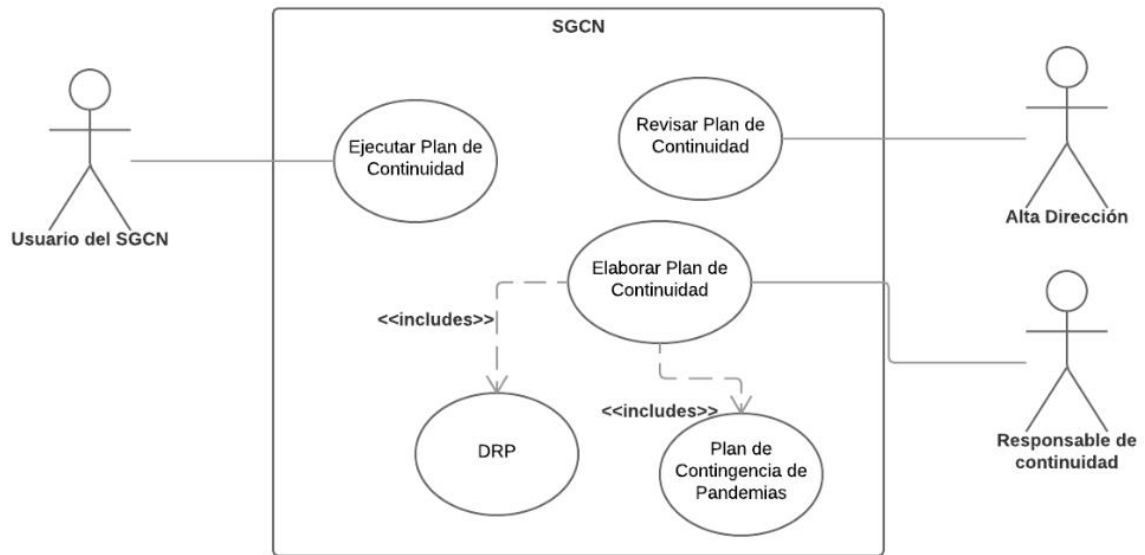 SGCN
Usuario del SGCN
Ejecutar Plan de
Continuidad
Revisar Plan de
Continuidad
Alta Dirección
Elaborar Plan de
Continuidad
Responsable de
continuidad
<<includes>>
<<includes>>
DRP
Plan de
Contingencia de
Pandemias